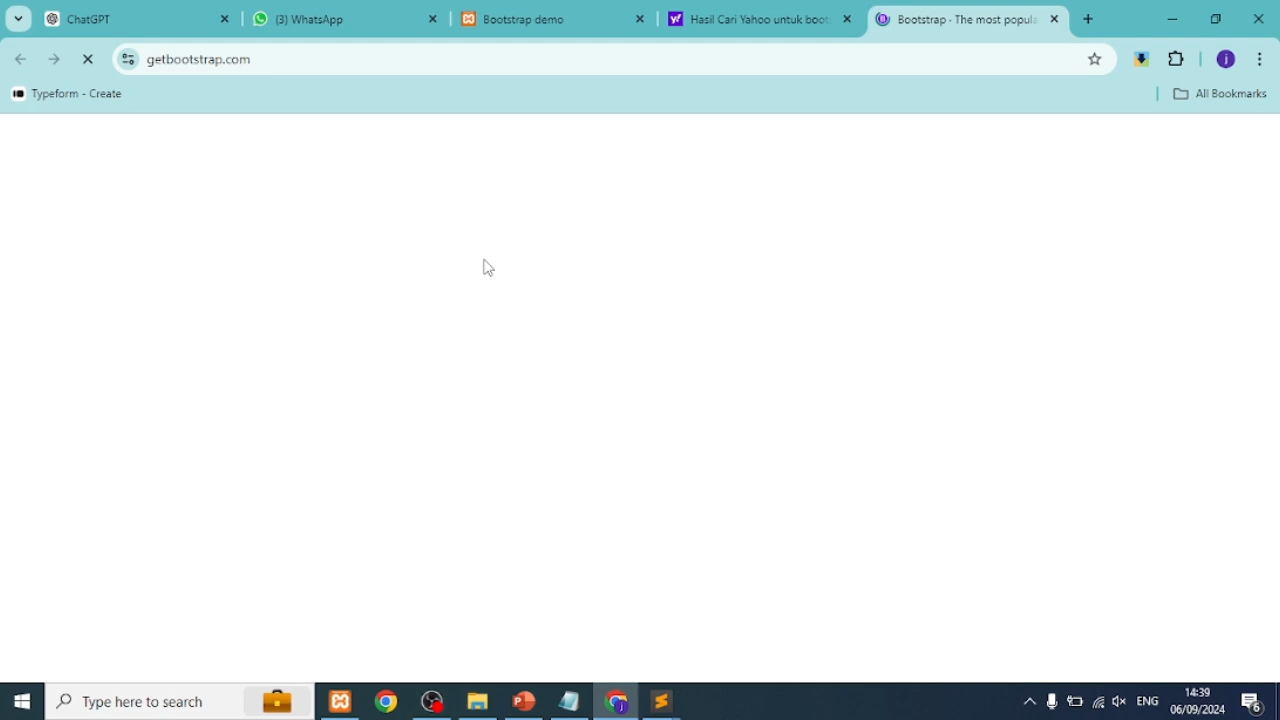 ChatGPT
(3) WhatsApp
Bootstrap demo
Hasil Cari Yahoo untuk boot
Bootstrap · The most popula
getbootstrap.com
Typeform - Create
All Bookmarks
j
Type here to search
ENG
14:39
06/09/2024
6